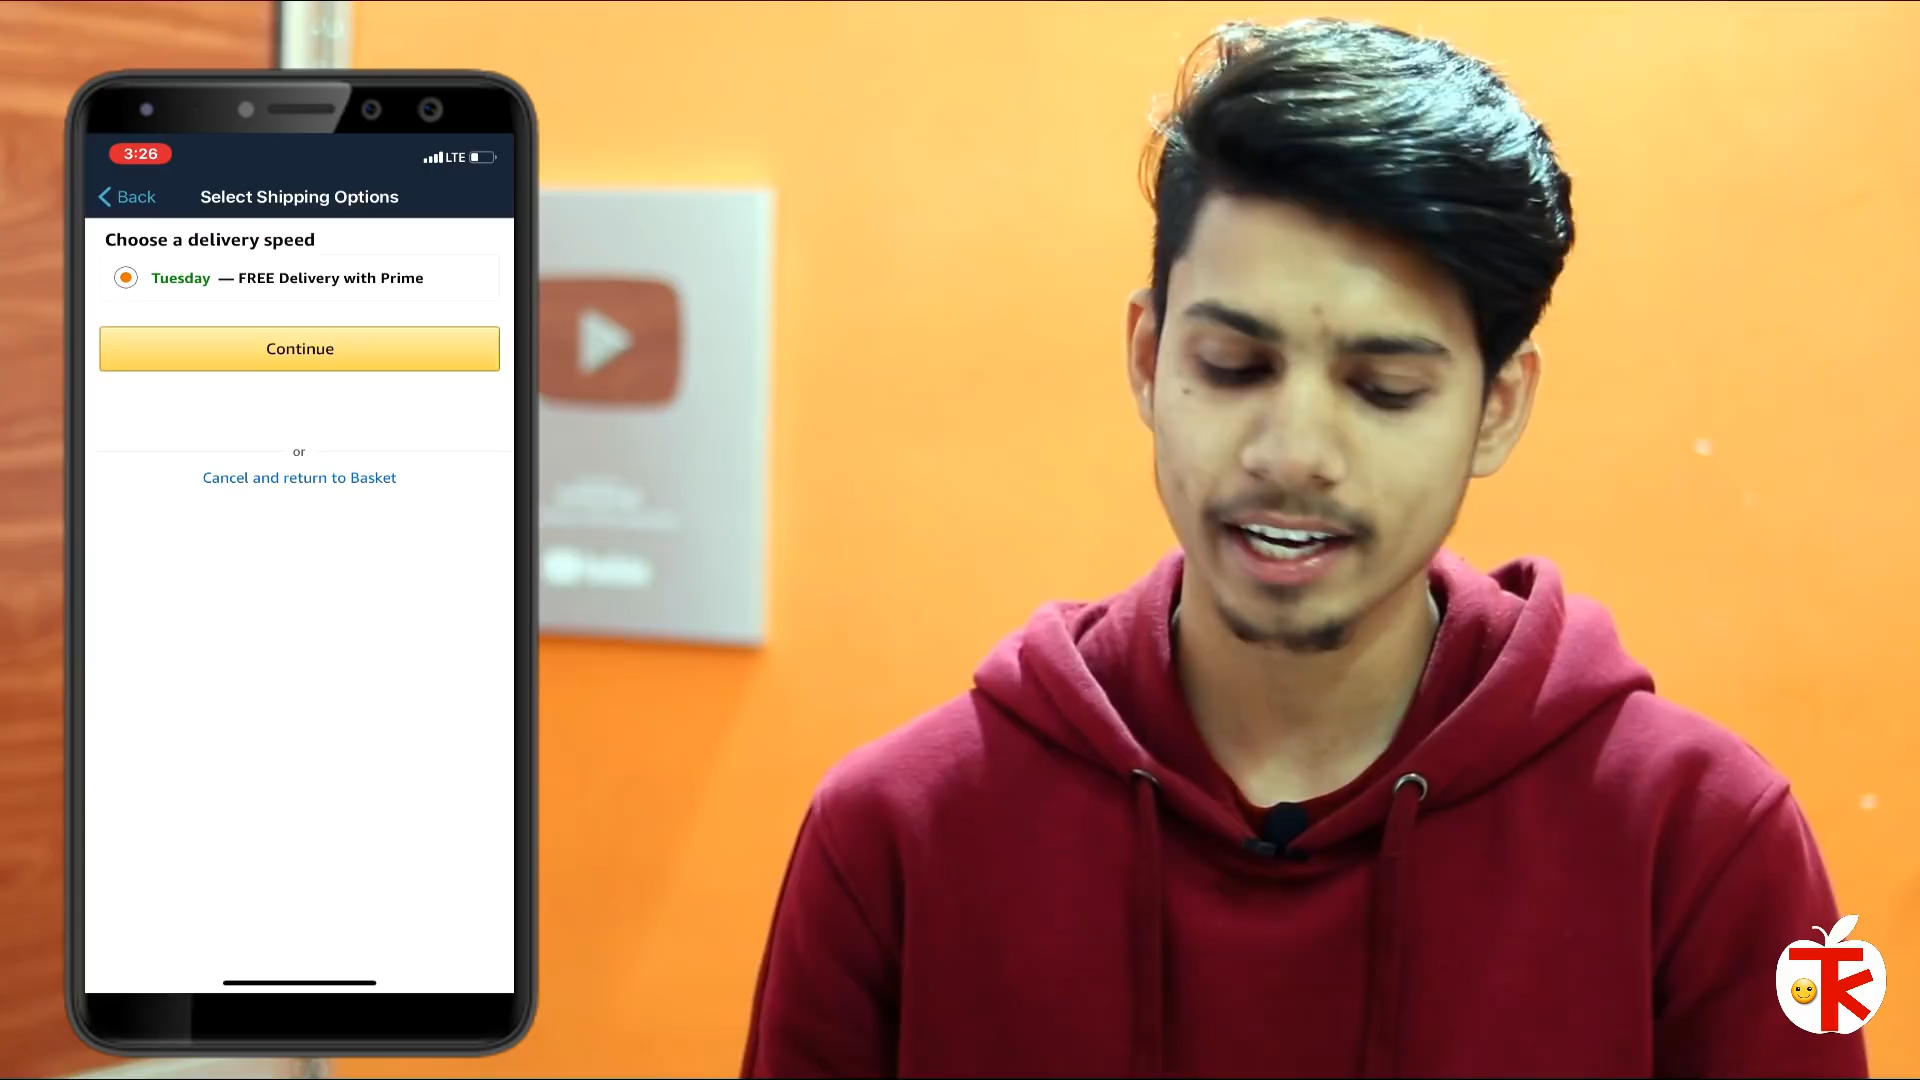 3:26
LTE
Back
Select Shipping Options
Choose a delivery speed
Tuesday — FREE Delivery with Prime
Continue
or
Cancel and return to Basket
TK